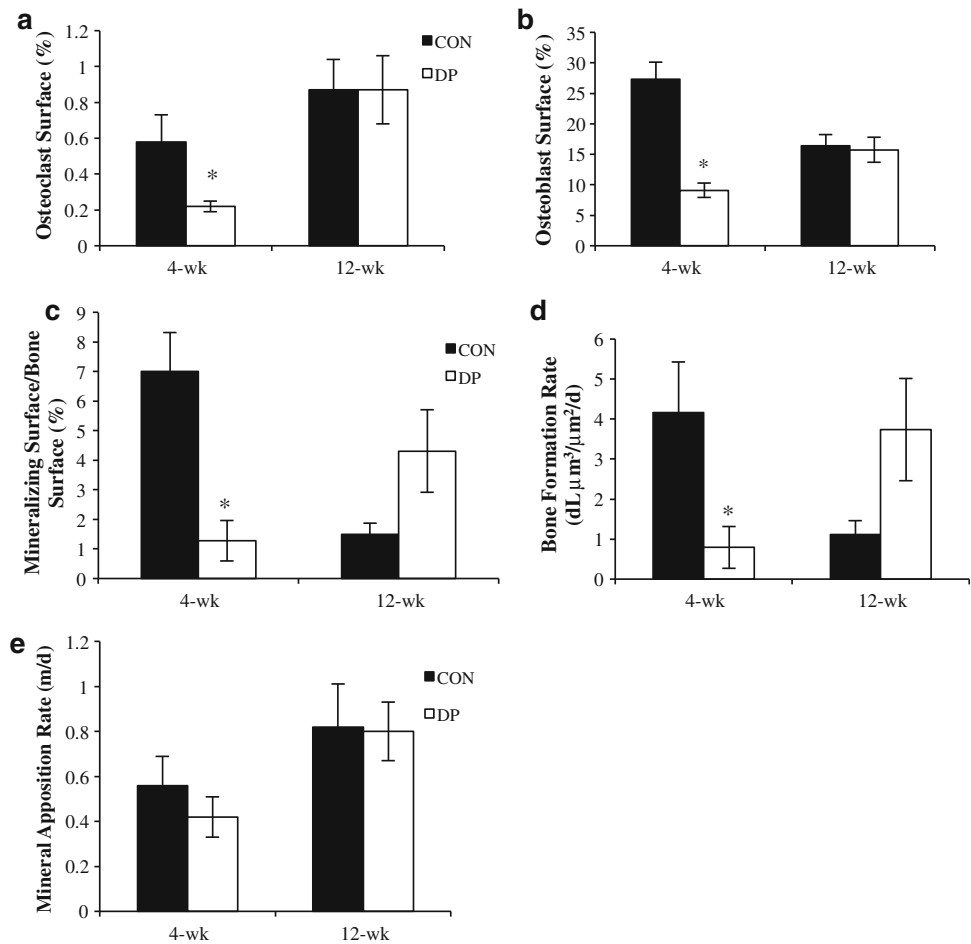 a
Osteoclast Surface (%)
1.2
1
0.8
0.6
0.4
0.2
0
*
4-wk
12-wk
CON
DP
b
Osteoblast Surface (%)
35
30
25
20
15
10
5
0
*
4-wk
12-wk
c
Mineralizing Surface/Bone
Surface (%)
9
8
7
6
5
4
3
2
1
0
*
4-wk
12-wk
CON
DP
d
Bone Formation Rate
(dL µm³/µm²/d)
6
5
4
3
2
1
0
*
4-wk
12-wk
e
Mineral Apposition Rate (m/d)
1.2
1
0.8
0.6
0.4
0.2
0
4-wk
12-wk
CON
DP